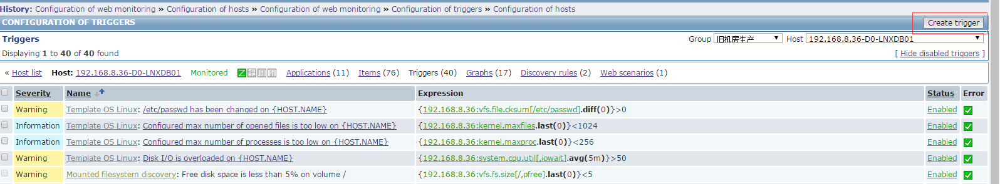 History: Configuration of web monitoring » Configuration of hosts » Configuration of web monitoring » Configuration of triggers » Configuration of hosts
CONFIGURATION OF TRIGGERS Create trigger
Triggers Group 旧机房生产 Host 192.168.8.36-D0-LNXDB01
Displaying 1 to 40 of 40 found [ Hide disabled triggers ]
« Host list Host: 192.168.8.36-D0-LNXDB01 Monitored Applications (11) Items (76) Triggers (40) Graphs (17) Discovery rules (2) Web scenarios (1)
Severity Name Expression Status Error
Warning Template OS Linux: /etc/passwd has been changed on {HOST.NAME} {192.168.8.36:vfs.file.cksum[/etc/passwd].diff(0)}>0 Enabled
Information Template OS Linux: Configured max number of opened files is too low on {HOST.NAME} {192.168.8.36:kernel.maxfiles.last(0)}<1024 Enabled
Information Template OS Linux: Configured max number of processes is too low on {HOST.NAME} {192.168.8.36:kernel.maxproc.last(0)}<256 Enabled
Warning Template OS Linux: Disk I/O is overloaded on {HOST.NAME} {192.168.8.36:system.cpu.util[,iowait].avg(5m)}>50 Enabled
Warning Mounted filesystem discovery: Free disk space is less than 5% on volume / {192.168.8.36:vfs.fs.size[/,pfree].last(0)}<5 Enabled